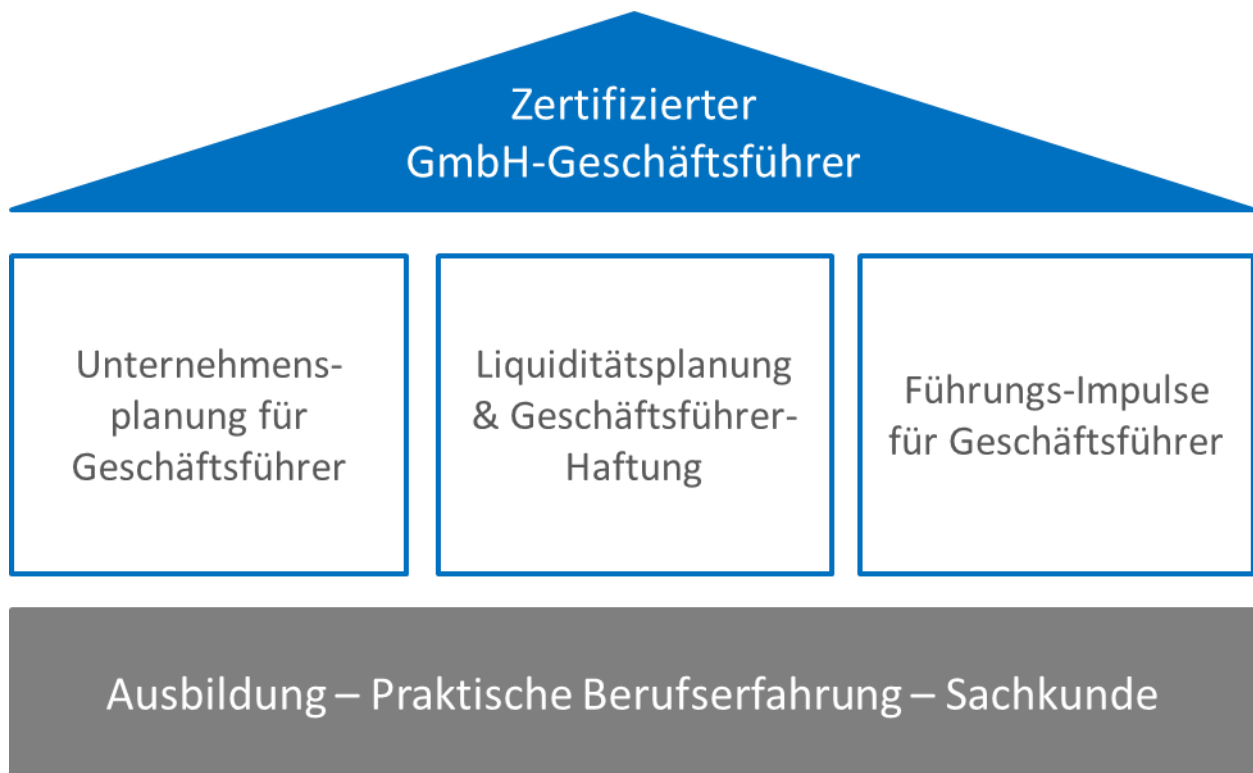 Zertifizierter
GmbH-Geschäftsführer
Unternehmens-
planung für
Geschäftsführer
Liquiditätsplanung
& Geschäftsführer-
Haftung
Führungs-Impulse
für Geschäftsführer
Ausbildung – Praktische Berufserfahrung – Sachkunde